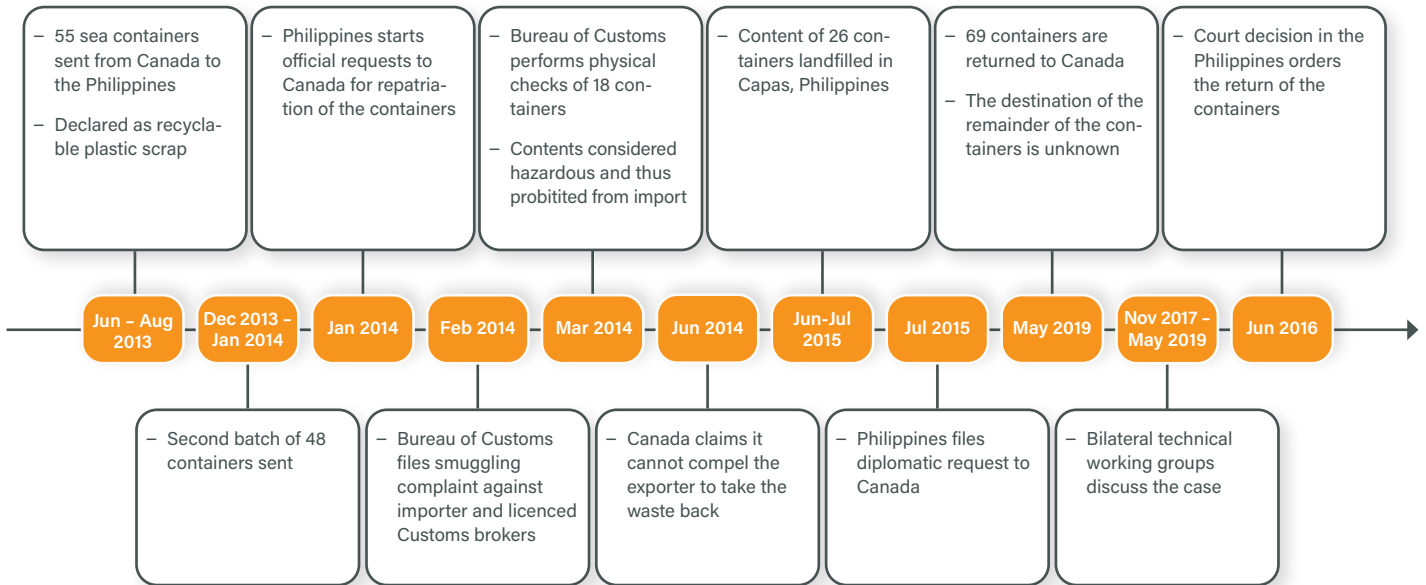 – 55 sea containers
sent from Canada to
the Philippines
– Declared as recycla-
ble plastic scrap
– Philippines starts
official requests to
Canada for repatria-
tion of the containers
– Bureau of Customs
performs physical
checks of 18 con-
tainers
– Contents considered
hazardous and thus
probitited from import
– Content of 26 con-
tainers landfilled in
Capas, Philippines
– 69 containers are
returned to Canada
– The destination of the
remainder of the con-
tainers is unknown
– Court decision in the
Philippines orders
the return of the
containers
Jun – Aug
2013
Dec 2013 –
Jan 2014
Jan 2014
Feb 2014
Mar 2014
Jun 2014
Jun-Jul
2015
Jul 2015
May 2019
Nov 2017 –
May 2019
Jun 2016
– Second batch of 48
containers sent
– Bureau of Customs
files smuggling
complaint against
importer and licenced
Customs brokers
– Canada claims it
cannot compel the
exporter to take the
waste back
– Philippines files
diplomatic request to
Canada
– Bilateral technical
working groups
discuss the case